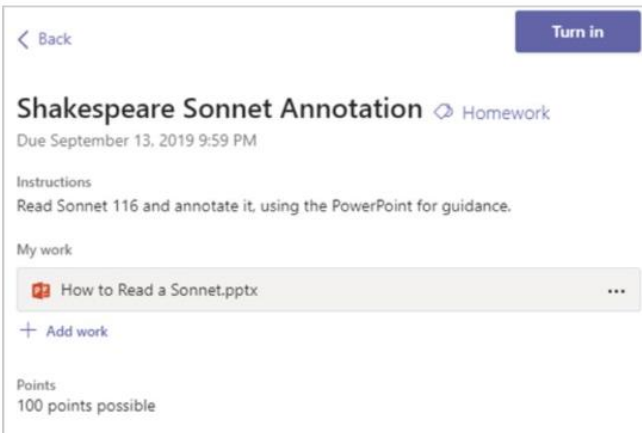 Back
Turn in
Shakespeare Sonnet Annotation Homework
Due September 13, 2019 9:59 PM
Instructions
Read Sonnet 116 and annotate it, using the PowerPoint for guidance.
My work
How to Read a Sonnet.pptx
+ Add work
Points
100 points possible